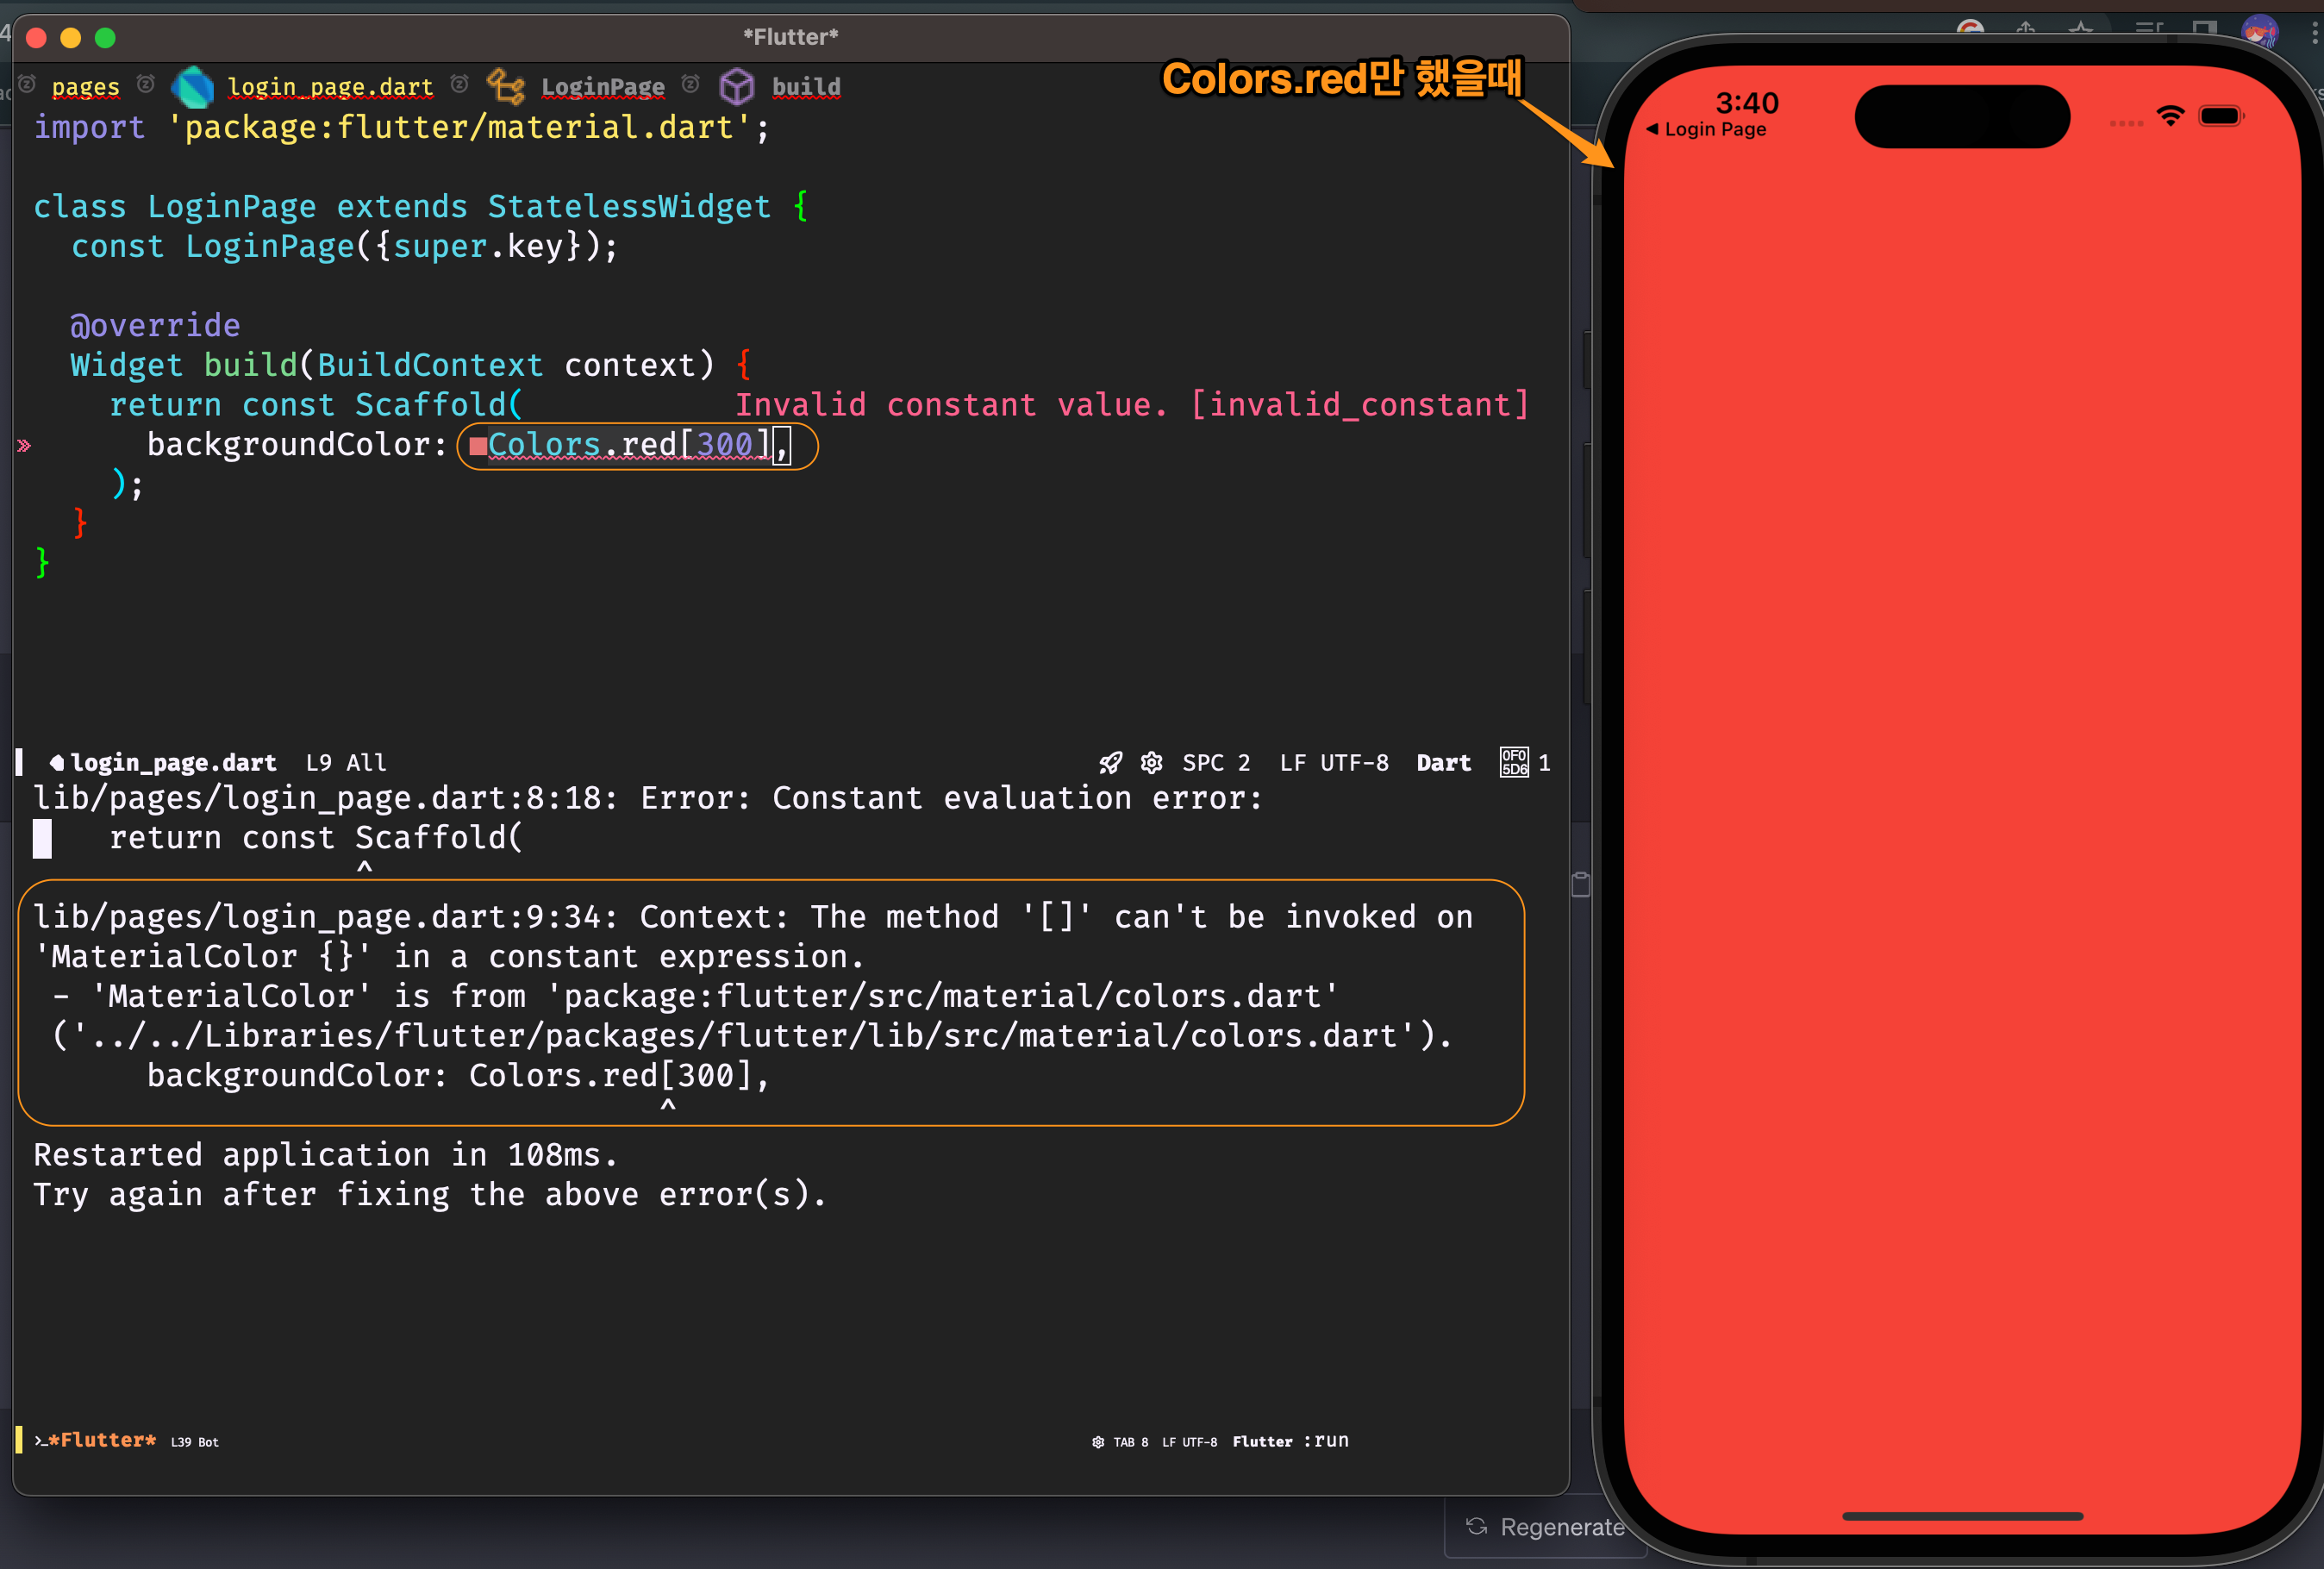 *Flutter*
pages login_page.dart LoginPage build
import 'package:flutter/material.dart';
class LoginPage extends StatelessWidget {
const LoginPage({super.key});
@override
Widget build(BuildContext context) {
return const Scaffold( Invalid constant value. [invalid_constant]
» backgroundColor: Colors.red[300],
);
}
}
login_page.dart L9 All SPC 2 LF UTF-8 Dart 0F05D6 1
lib/pages/login_page.dart:8:18: Error: Constant evaluation error:
return const Scaffold(
^
lib/pages/login_page.dart:9:34: Context: The method '[]' can't be invoked on
'MaterialColor {}' in a constant expression.
- 'MaterialColor' is from 'package:flutter/src/material/colors.dart'
('../../Libraries/flutter/packages/flutter/lib/src/material/colors.dart').
backgroundColor: Colors.red[300],
^
Restarted application in 108ms.
Try again after fixing the above error(s).
*Flutter* L39 Bot TAB 8 LF UTF-8 Flutter :run
Colors.red만 했을때
3:40
◀ Login Page
Regenerate